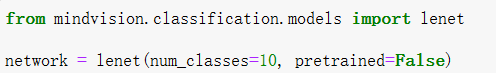 from mindvision.classification.models import lenet
network = lenet(num_classes=10, pretrained=False)